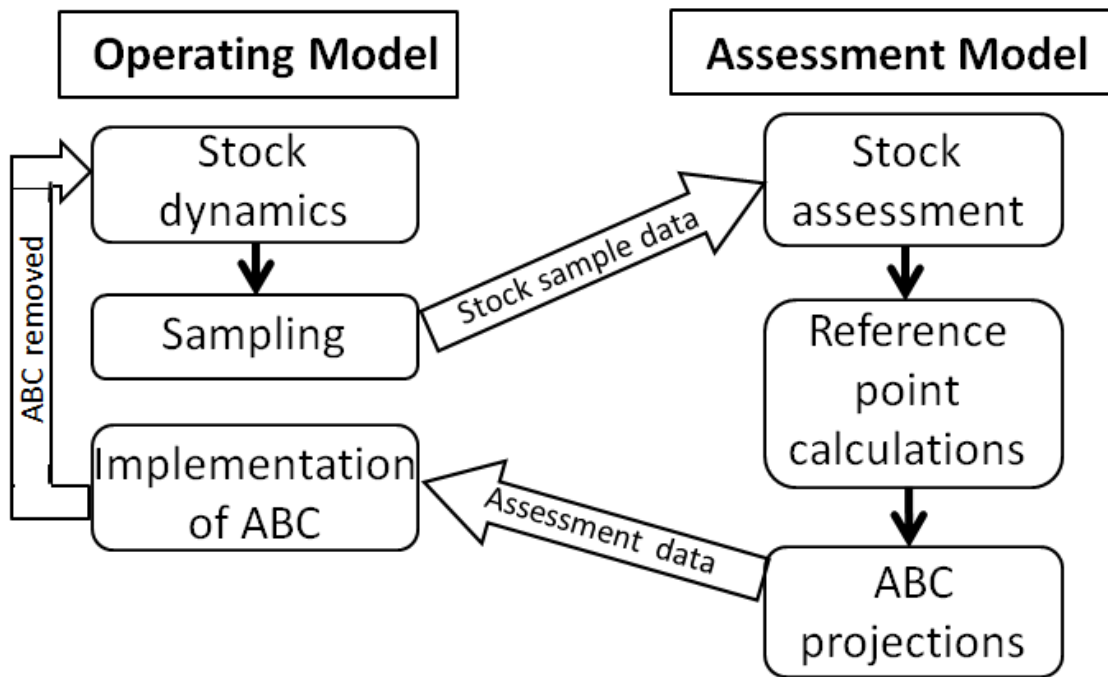 Operating Model
Assessment Model
Stock
dynamics
Sampling
Implementation
of ABC
ABC removed
Stock sample data
Stock
assessment
Reference
point
calculations
ABC
projections
Assessment data